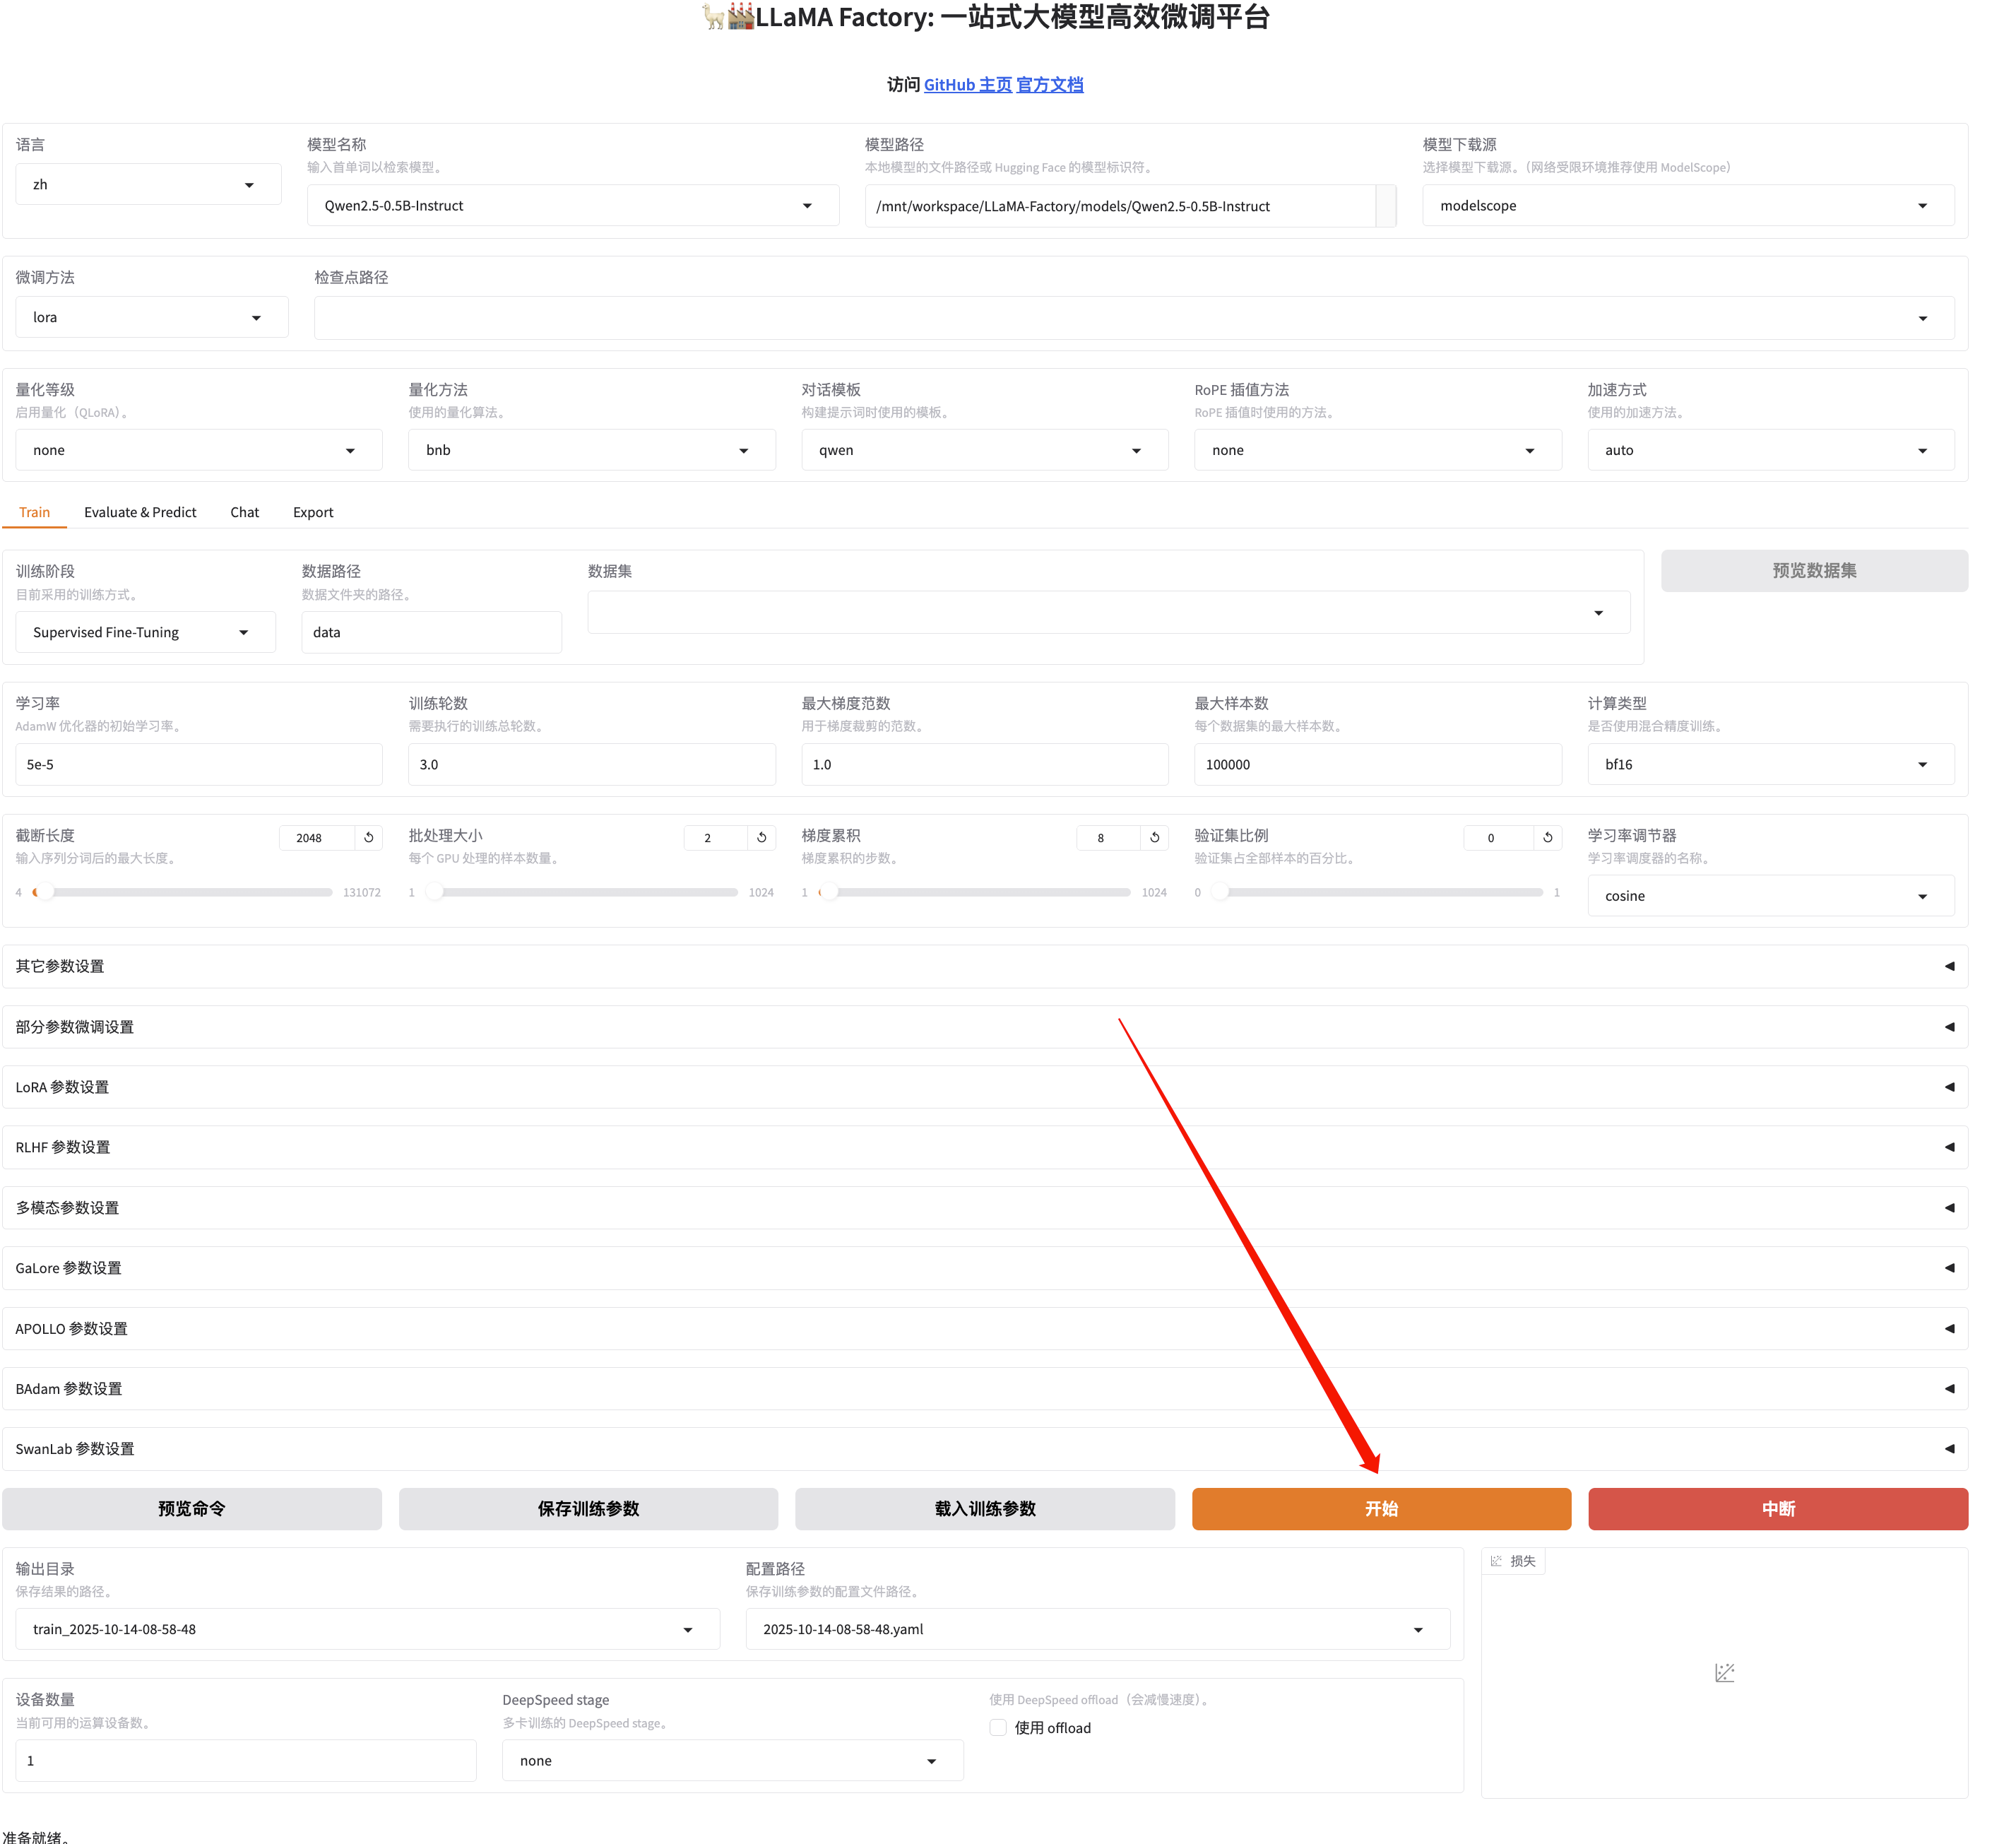 LLaMA Factory: 一站式大模型高效微调平台
访问 GitHub 主页 官方文档
语言
zh
模型名称
输入首单词以检索模型。
Qwen2.5-0.5B-Instruct
模型路径
本地模型的文件路径或 Hugging Face 的模型标识符。
/mnt/workspace/LLaMA-Factory/models/Qwen2.5-0.5B-Instruct
模型下载源
选择模型下载源。（网络受限环境推荐使用 ModelScope）
modelscope
微调方法
lora
检查点路径
量化等级
启用量化（QLoRA）。
none
量化方法
使用的量化算法。
bnb
对话模板
构建提示词时使用的模板。
qwen
RoPE 插值方法
RoPE 插值时使用的方法。
none
加速方式
使用的加速方法。
auto
Train Evaluate & Predict Chat Export
训练阶段
目前采用的训练方式。
Supervised Fine-Tuning
数据路径
数据文件夹的路径。
data
数据集
预览数据集
学习率
AdamW 优化器的初始学习率。
5e-5
训练轮数
需要执行的训练总轮数。
3.0
最大梯度范数
用于梯度裁剪的范数。
1.0
最大样本数
每个数据集的最大样本数。
100000
计算类型
是否使用混合精度训练。
bf16
截断长度
2048
输入序列分词后的最大长度。
4 131072
批处理大小
2
每个 GPU 处理的样本数量。
1 1024
梯度累积
8
梯度累积的步数。
1 1024
验证集比例
0
验证集占全部样本的百分比。
0 1
学习率调节器
学习率调度器的名称。
cosine
其它参数设置
部分参数微调设置
LoRA 参数设置
RLHF 参数设置
多模态参数设置
GaLore 参数设置
APOLLO 参数设置
BAdam 参数设置
SwanLab 参数设置
预览命令 保存训练参数 载入训练参数 开始 中断
输出目录
保存结果的路径。
train_2025-10-14-08-58-48
配置路径
保存训练参数的配置文件路径。
2025-10-14-08-58-48.yaml
损失
设备数量
当前可用的运算设备数。
1
DeepSpeed stage
多卡训练的 DeepSpeed stage。
none
使用 DeepSpeed offload（会减慢速度）。
使用 offload
准备就绪。